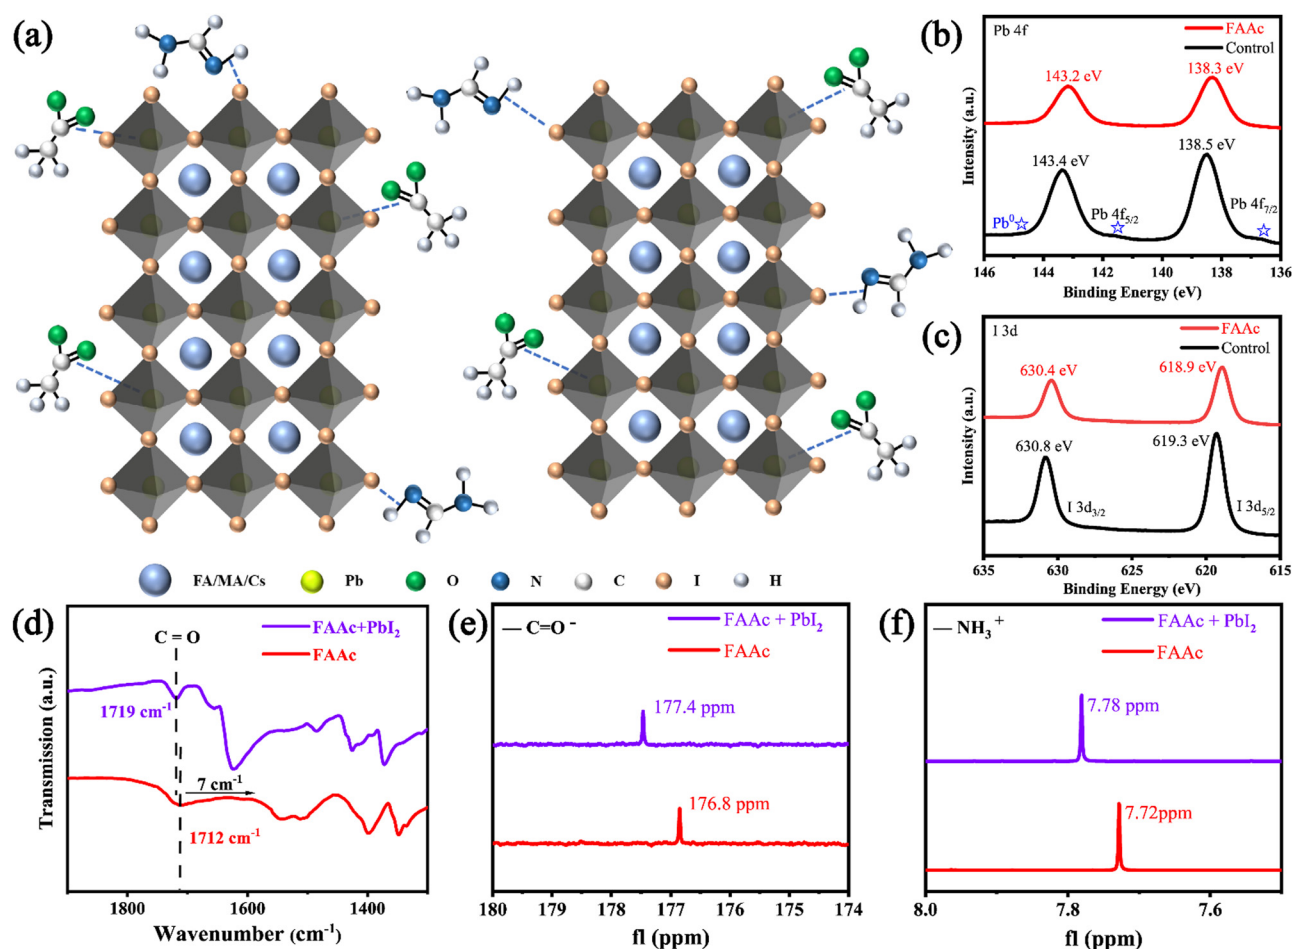 (a)
FA/MA/Cs Pb O N C I H
(b)
Pb 4f
FAAc
Control
143.2 eV
138.3 eV
143.4 eV
138.5 eV
Pb⁰☆
Pb 4f₅/₂
☆
Pb 4f₇/₂
☆
Intensity (a.u.)
146 144 142 140 138 136
Binding Energy (eV)
(c)
I 3d
FAAc
Control
630.4 eV
618.9 eV
630.8 eV
619.3 eV
I 3d₃/₂
I 3d₅/₂
Intensity (a.u.)
635 630 625 620 615
Binding Energy (eV)
(d)
C = O
FAAc+PbI₂
FAAc
1719 cm⁻¹
7 cm⁻¹
1712 cm⁻¹
Transmission (a.u.)
1800 1600 1400
Wavenumber (cm⁻¹)
(e)
— C=O ⁻
FAAc + PbI₂
FAAc
177.4 ppm
176.8 ppm
180 179 178 177 176 175 174
fl (ppm)
(f)
— NH₃⁺
FAAc + PbI₂
FAAc
7.78 ppm
7.72ppm
8.0 7.8 7.6
fl (ppm)